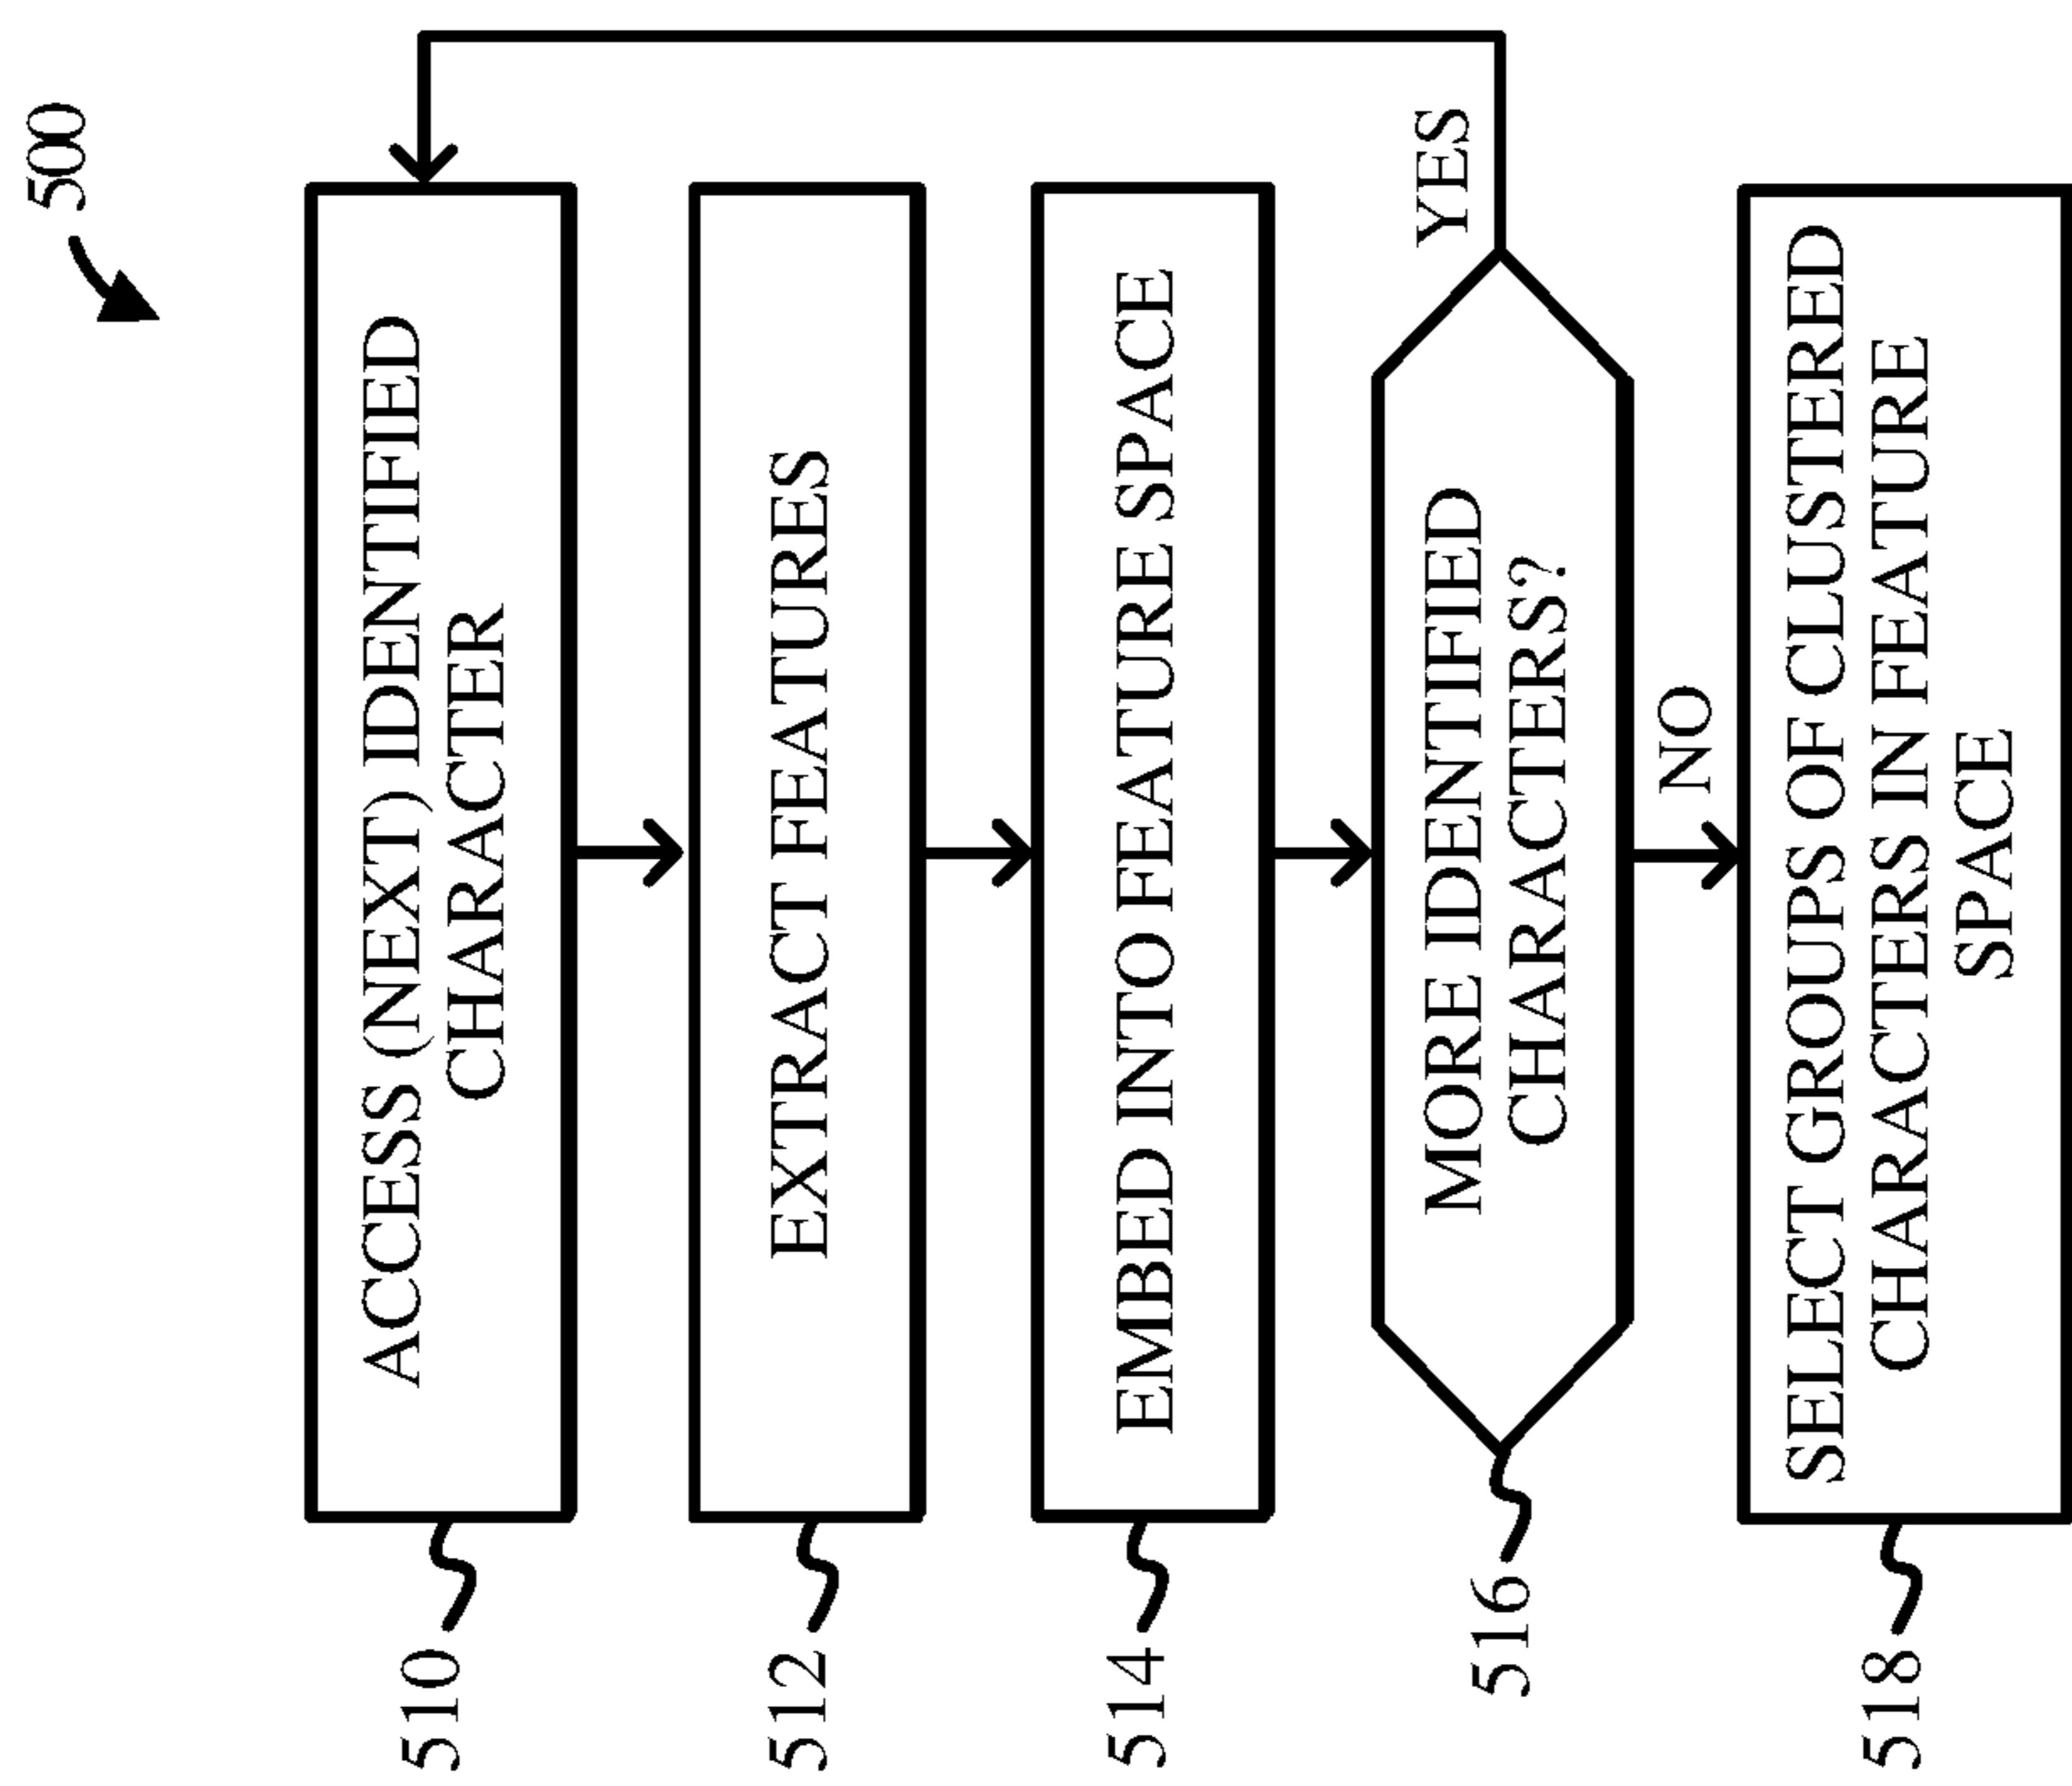 500
510
ACCESS (NEXT) IDENTIFIED
CHARACTER
512
EXTRACT FEATURES
514
EMBED INTO FEATURE SPACE
516
MORE IDENTIFIED
CHARACTERS?
YES
NO
518
SELECT GROUPS OF CLUSTERED
CHARACTERS IN FEATURE
SPACE